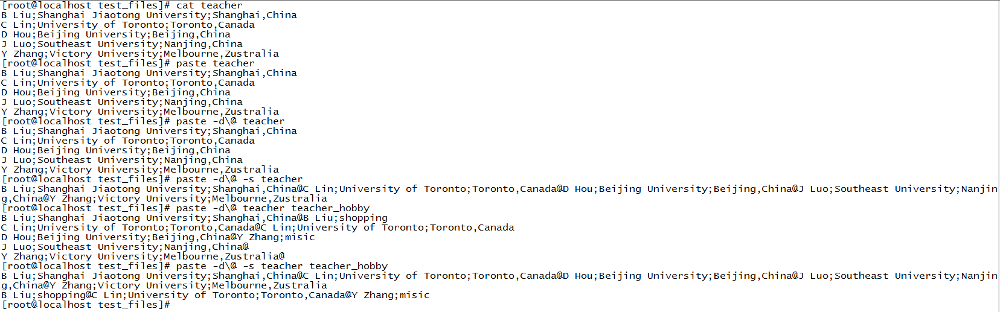 [root@localhost test_files]# cat teacher
B Liu;Shanghai Jiaotong University;Shanghai,China
C Lin;University of Toronto;Toronto,Canada
D Hou;Beijing University;Beijing,China
J Luo;Southeast University;Nanjing,China
Y Zhang;Victory University;Melbourne,Zustralia
[root@localhost test_files]# paste teacher
B Liu;Shanghai Jiaotong University;Shanghai,China
C Lin;University of Toronto;Toronto,Canada
D Hou;Beijing University;Beijing,China
J Luo;Southeast University;Nanjing,China
Y Zhang;Victory University;Melbourne,Zustralia
[root@localhost test_files]# paste -d\@ teacher
B Liu;Shanghai Jiaotong University;Shanghai,China
C Lin;University of Toronto;Toronto,Canada
D Hou;Beijing University;Beijing,China
J Luo;Southeast University;Nanjing,China
Y Zhang;Victory University;Melbourne,Zustralia
[root@localhost test_files]# paste -d\@ -s teacher
B Liu;Shanghai Jiaotong University;Shanghai,China@C Lin;University of Toronto;Toronto,Canada@D Hou;Beijing University;Beijing,China@J Luo;Southeast University;Nanjin
g,China@Y Zhang;Victory University;Melbourne,Zustralia
[root@localhost test_files]# paste -d\@ teacher teacher_hobby
B Liu;Shanghai Jiaotong University;Shanghai,China@B Liu;shopping
C Lin;University of Toronto;Toronto,Canada@C Lin;University of Toronto;Toronto,Canada
D Hou;Beijing University;Beijing,China@Y Zhang;misic
J Luo;Southeast University;Nanjing,China@
Y Zhang;Victory University;Melbourne,Zustralia@
[root@localhost test_files]# paste -d\@ -s teacher teacher_hobby
B Liu;Shanghai Jiaotong University;Shanghai,China@C Lin;University of Toronto;Toronto,Canada@D Hou;Beijing University;Beijing,China@J Luo;Southeast University;Nanjin
g,China@Y Zhang;Victory University;Melbourne,Zustralia
B Liu;shopping@C Lin;University of Toronto;Toronto,Canada@Y Zhang;misic
[root@localhost test_files]#